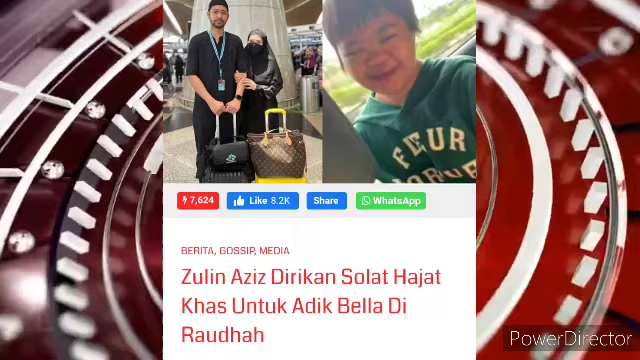 FLEUR
7,624
Like 8.2K
Share
WhatsApp
BERITA, GOSSIP, MEDIA
Zulin Aziz Dirikan Solat Hajat
Khas Untuk Adik Bella Di
Raudhah
PowerDirector